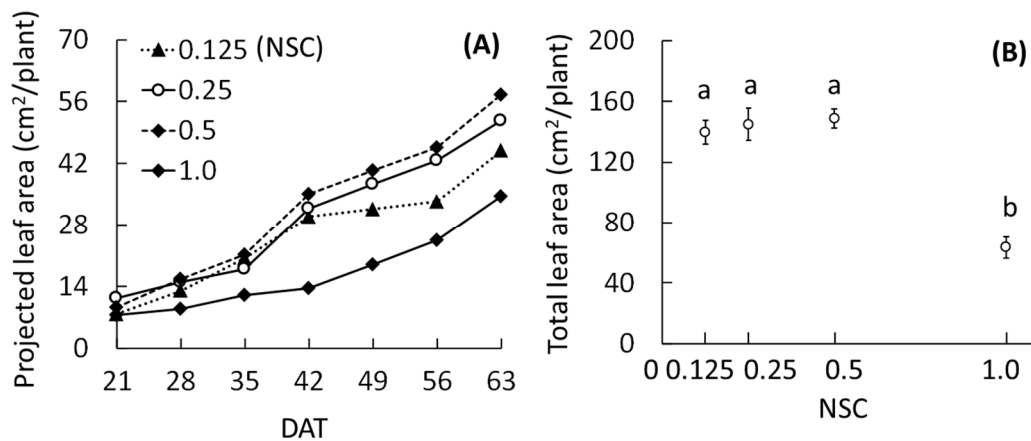 (A)
Projected leaf area (cm²/plant)
70
56
42
28
14
0
0.125 (NSC)
0.25
0.5
1.0
21 28 35 42 49 56 63
DAT
(B)
Total leaf area (cm²/plant)
200
160
120
80
40
0
a a a b
0 0.125 0.25 0.5 1.0
NSC